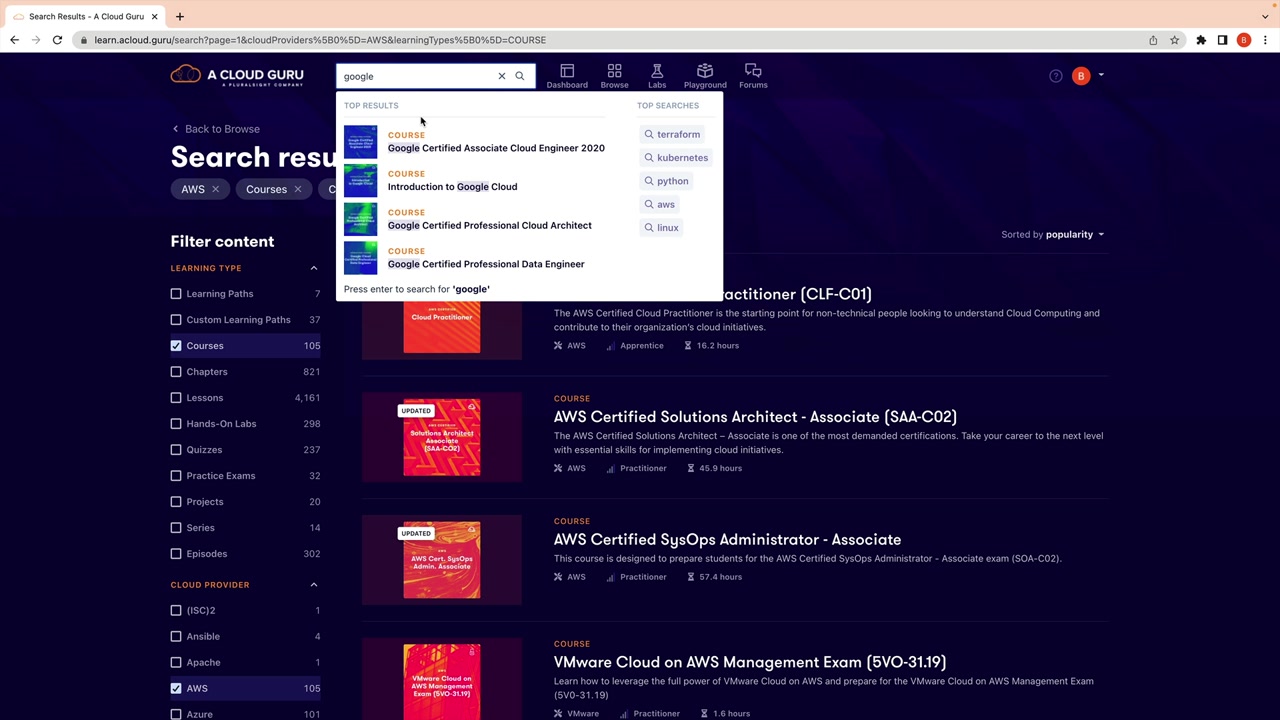 Search Results - A Cloud Guru
learn.acloud.guru/search?page=1&cloudProviders%5B0%5D=AWS&learningTypes%5B0%5D=COURSE
B
A CLOUD GURU
A PLURALSIGHT COMPANY
google
Dashboard
Browse
Labs
Playground
Forums
B
TOP RESULTS
COURSE
Google Certified Associate Cloud Engineer 2020
COURSE
Introduction to Google Cloud
COURSE
Google Certified Professional Cloud Architect
COURSE
Google Certified Professional Data Engineer
Press enter to search for 'google'
TOP SEARCHES
terraform
kubernetes
python
aws
linux
Back to Browse
Search resu
AWS
Courses
C
Sorted by popularity
Filter content
LEARNING TYPE
Learning Paths 7
Custom Learning Paths 37
Courses 105
Chapters 821
Lessons 4,161
Hands-On Labs 298
Quizzes 237
Practice Exams 32
Projects 20
Series 14
Episodes 302
CLOUD PROVIDER
(ISC)2 1
Ansible 4
Apache 1
AWS 105
Azure 101
Cloud Practitioner
actitioner (CLF-C01)
The AWS Certified Cloud Practitioner is the starting point for non-technical people looking to understand Cloud Computing and
contribute to their organization's cloud initiatives.
AWS Apprentice 16.2 hours
UPDATED
Solutions Architect
Associate
(SAA-C02)
COURSE
AWS Certified Solutions Architect - Associate (SAA-C02)
The AWS Certified Solutions Architect – Associate is one of the most demanded certifications. Take your career to the next level
with essential skills for implementing cloud initiatives.
AWS Practitioner 45.9 hours
UPDATED
AWS Cert. SysOps
Admin. Associate
COURSE
AWS Certified SysOps Administrator - Associate
This course is designed to prepare students for the AWS Certified SysOps Administrator - Associate exam (SOA-C02).
AWS Practitioner 57.4 hours
VMware Cloud on
AWS Management
Exam (5V0-31.19)
COURSE
VMware Cloud on AWS Management Exam (5VO-31.19)
Learn how to leverage the full power of VMware Cloud on AWS and prepare for the VMware Cloud on AWS Management Exam
(5V0-31.19)
VMware Practitioner 1.6 hours